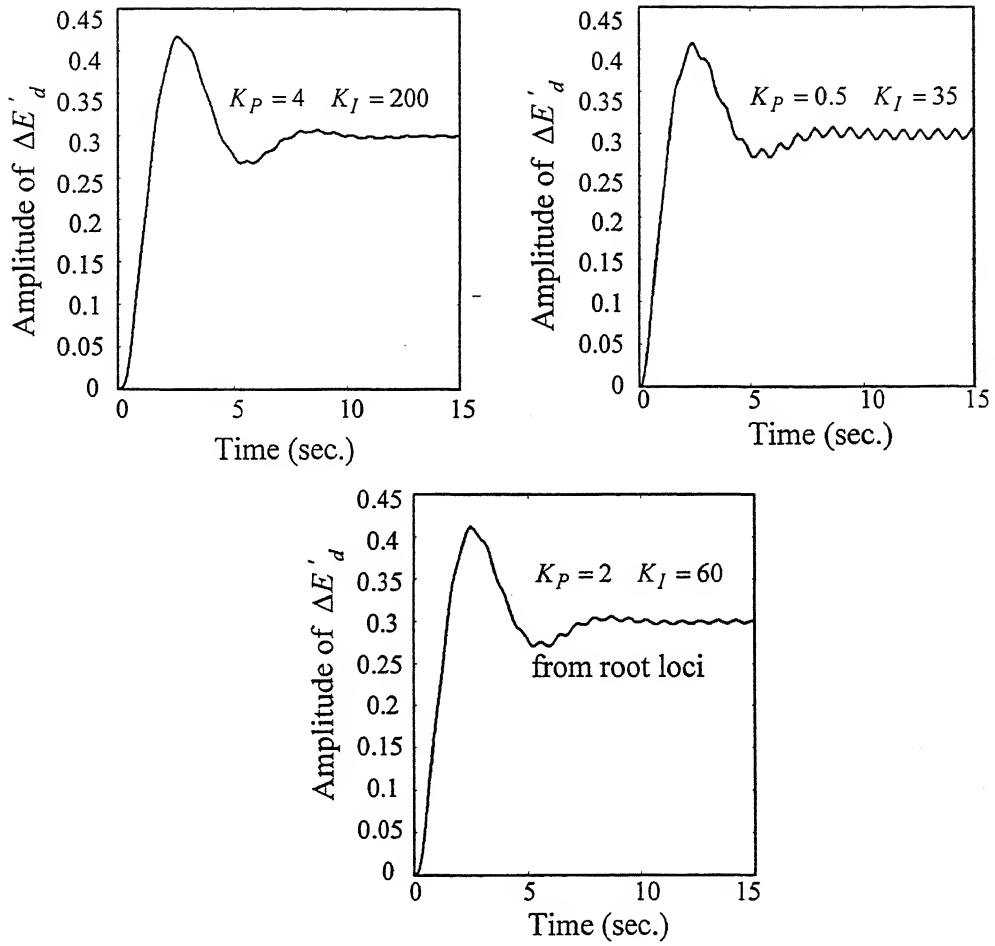 Amplitude of ΔE'd
0.45
0.4
0.35
0.3
0.25
0.2
0.15
0.1
0.05
0
K_P = 4 K_I = 200
0 5 10 15
Time (sec.)
Amplitude of ΔE'd
0.45
0.4
0.35
0.3
0.25
0.2
0.15
0.1
0.05
0
K_P = 0.5 K_I = 35
0 5 10 15
Time (sec.)
Amplitude of ΔE'd
0.45
0.4
0.35
0.3
0.25
0.2
0.15
0.1
0.05
0
K_P = 2 K_I = 60
from root loci
0 5 10 15
Time (sec.)